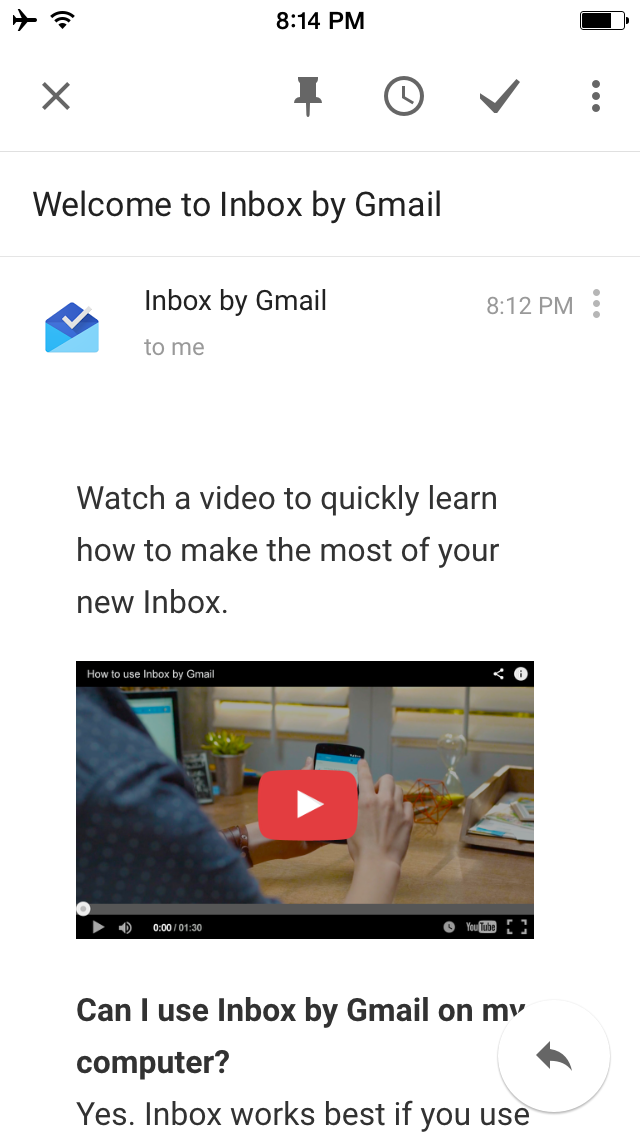 8:14 PM
Welcome to Inbox by Gmail
Inbox by Gmail
8:12 PM
to me
Watch a video to quickly learn
how to make the most of your
new Inbox.
How to use Inbox by Gmail
0:00 / 01:30
YouTube
Can I use Inbox by Gmail on my
computer?
Yes. Inbox works best if you use